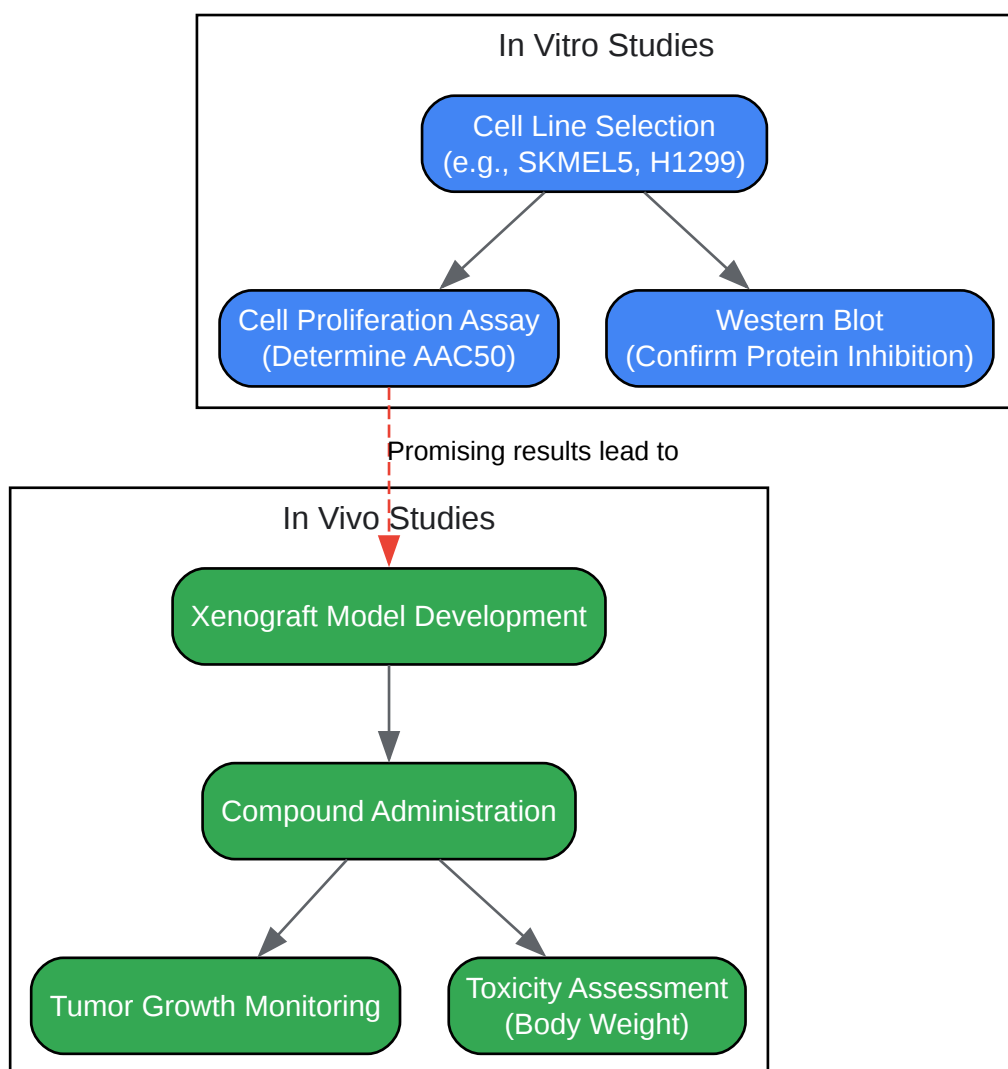 In Vitro Studies
Cell Line Selection
(e.g., SKMEL5, H1299)
Cell Proliferation Assay
(Determine AAC50)
Western Blot
(Confirm Protein Inhibition)
Promising results lead to
In Vivo Studies
Xenograft Model Development
Compound Administration
Tumor Growth Monitoring
Toxicity Assessment
(Body Weight)